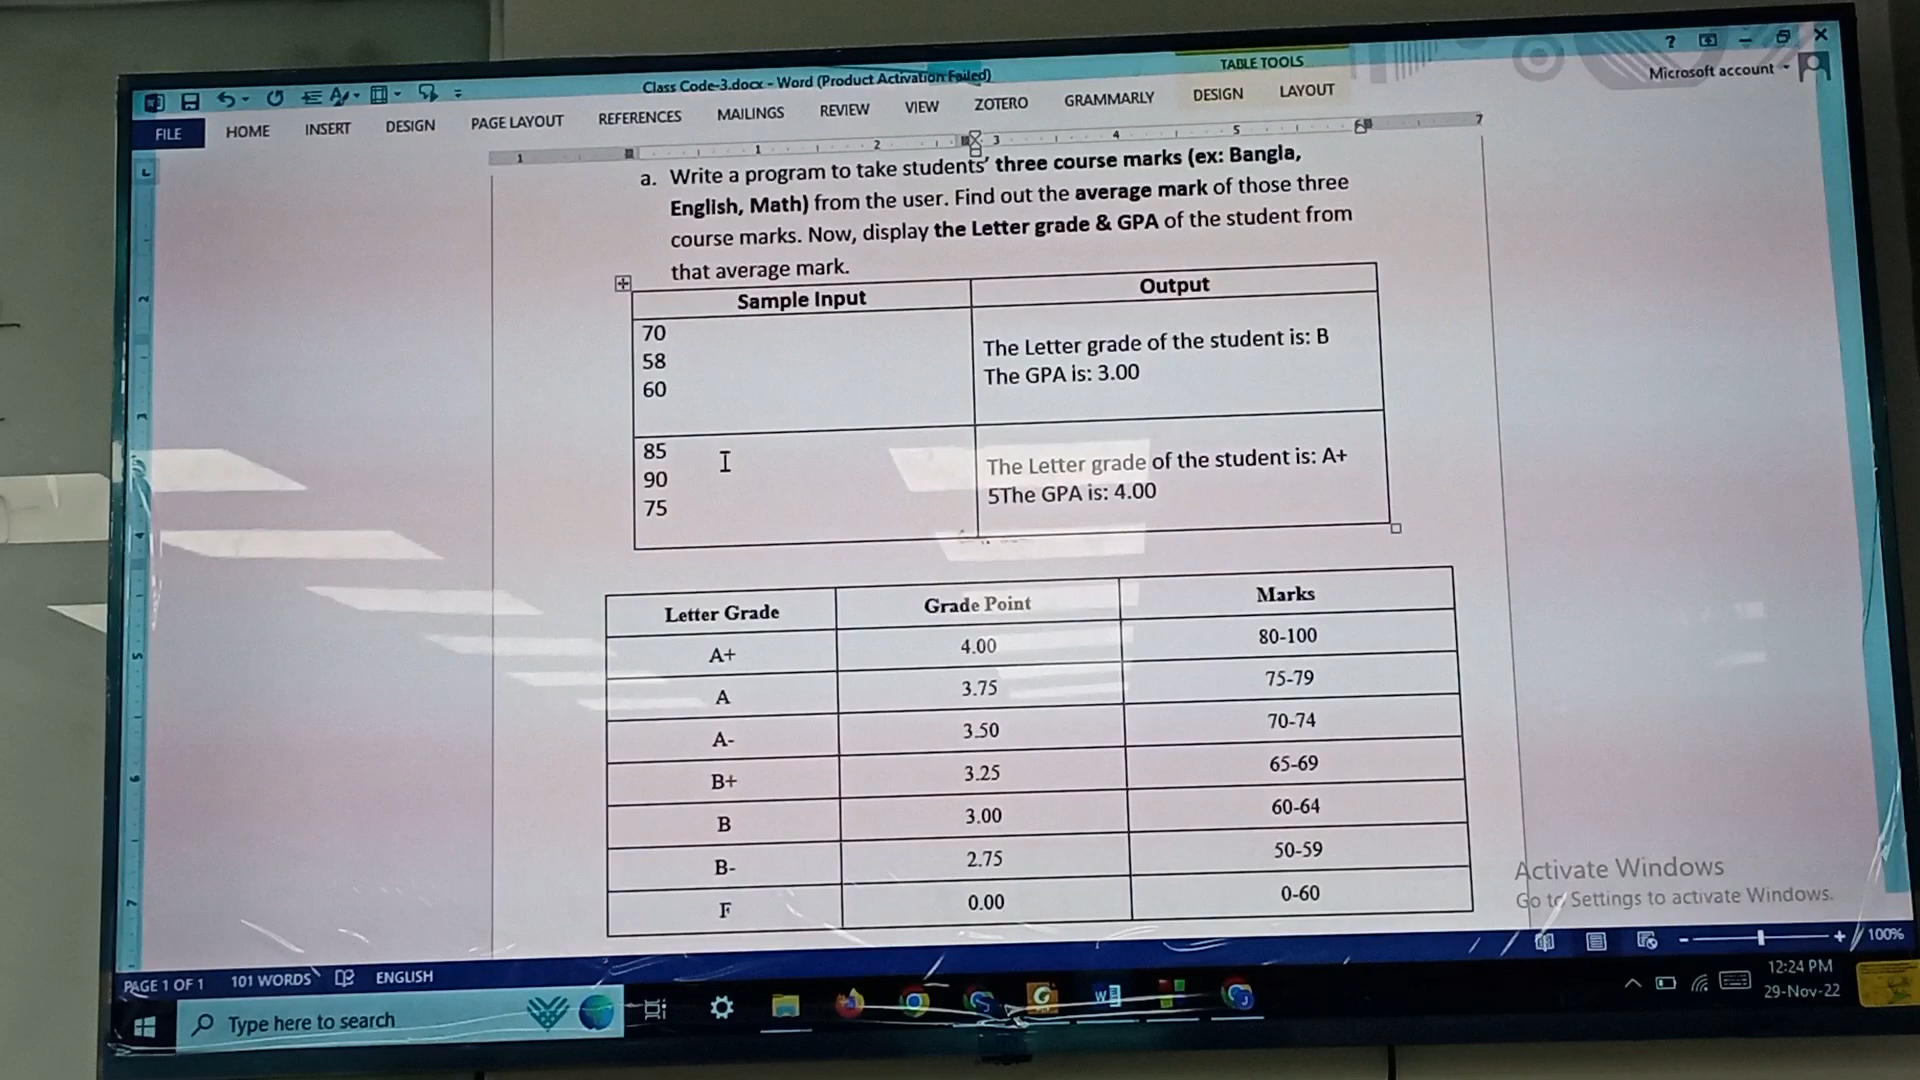 Class Code-3.docx - Word (Product Activation Failed)
TABLE TOOLS
?
Microsoft account
FILE HOME INSERT DESIGN PAGE LAYOUT REFERENCES MAILINGS REVIEW VIEW ZOTERO GRAMMARLY DESIGN LAYOUT
1 1 2 3 4 5 7
a. Write a program to take students' three course marks (ex: Bangla,
English, Math) from the user. Find out the average mark of those three
course marks. Now, display the Letter grade & GPA of the student from
that average mark.
Sample Input Output
70
58
60
The Letter grade of the student is: B
The GPA is: 3.00
85
90
75
The Letter grade of the student is: A+
5The GPA is: 4.00
Letter Grade Grade Point Marks
A+ 4.00 80-100
A 3.75 75-79
A- 3.50 70-74
B+ 3.25 65-69
B 3.00 60-64
B- 2.75 50-59
F 0.00 0-60
Activate Windows
Go to Settings to activate Windows.
PAGE 1 OF 1 101 WORDS ENGLISH
100%
Type here to search
12:24 PM
29-Nov-22